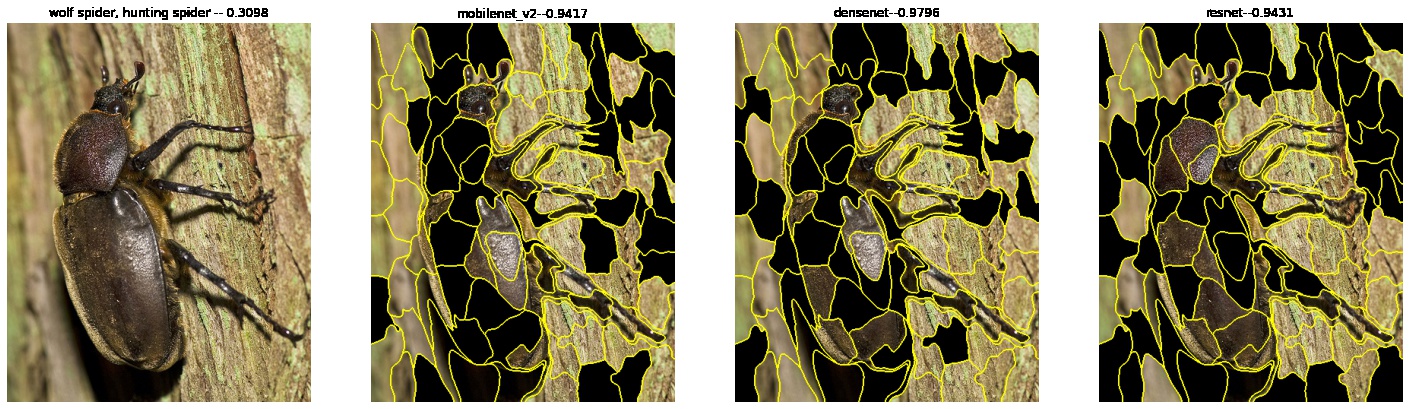 wolf spider, hunting spider -- 0.3098
mobilenet_v2--0.9417
densenet--0.9796
resnet--0.9431